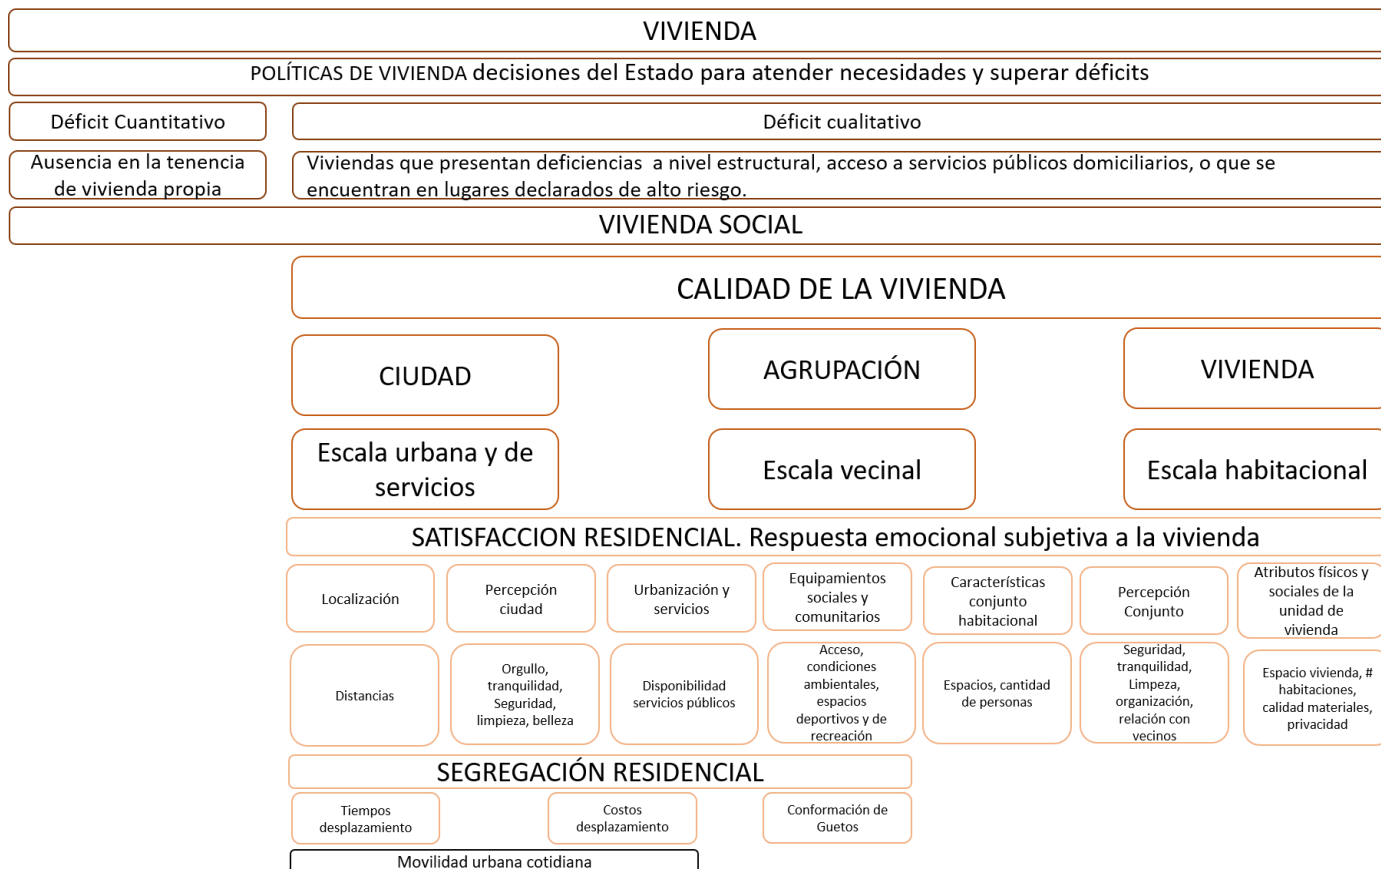 VIVIENDA
POLÍTICAS DE VIVIENDA decisiones del Estado para atender necesidades y superar déficits
Déficit Cuantitativo
Déficit cualitativo
Ausencia en la tenencia
de vivienda propia
Viviendas que presentan deficiencias a nivel estructural, acceso a servicios públicos domiciliarios, o que se
encuentran en lugares declarados de alto riesgo.
VIVIENDA SOCIAL
CALIDAD DE LA VIVIENDA
CIUDAD
AGRUPACIÓN
VIVIENDA
Escala urbana y de
servicios
Escala vecinal
Escala habitacional
SATISFACCION RESIDENCIAL. Respuesta emocional subjetiva a la vivienda
Localización
Percepción
ciudad
Urbanización y
servicios
Equipamientos
sociales y
comunitarios
Características
conjunto
habitacional
Percepción
Conjunto
Atributos físicos y
sociales de la
unidad de
vivienda
Distancias
Orgullo,
tranquilidad,
Seguridad,
limpieza, belleza
Disponibilidad
servicios públicos
Acceso,
condiciones
ambientales,
espacios
deportivos y de
recreación
Espacios, cantidad
de personas
Seguridad,
tranquilidad,
Limpeza,
organización,
relación con
vecinos
Espacio vivienda, #
habitaciones,
calidad materiales,
privacidad
SEGREGACIÓN RESIDENCIAL
Tiempos
desplazamiento
Costos
desplazamiento
Conformación de
Guetos
Movilidad urbana cotidiana